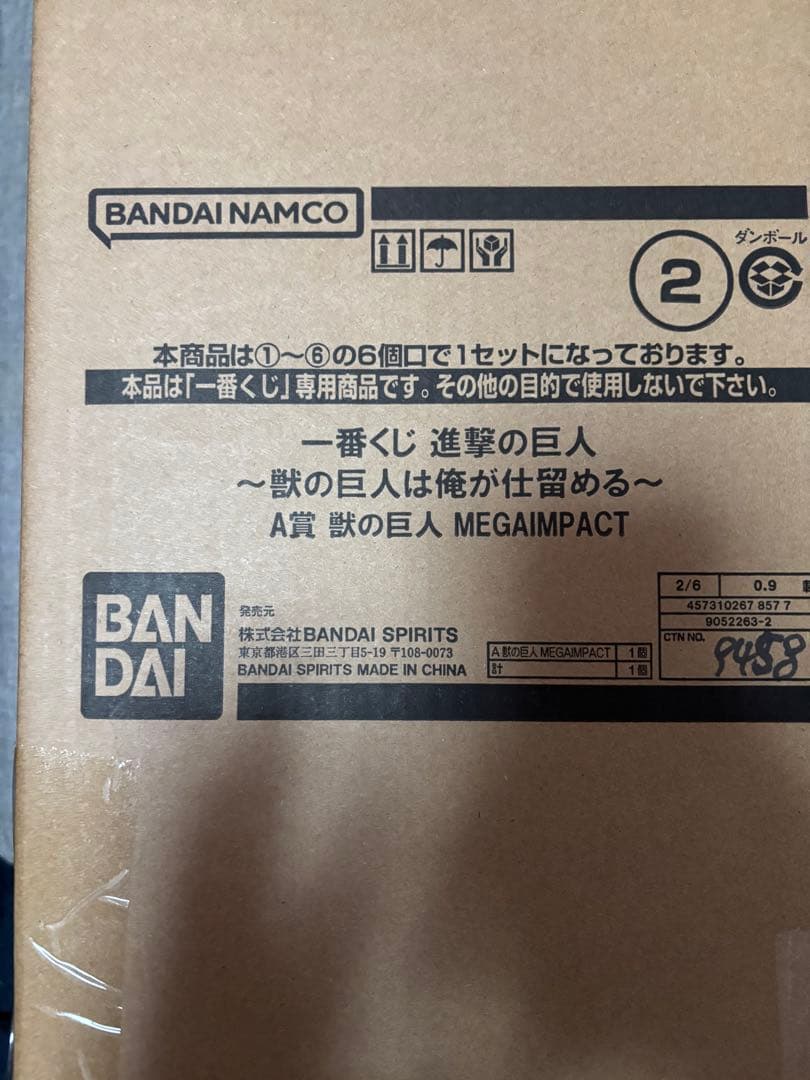 BANDAI NAMCO
ダンボール
2
本商品は①~⑥の6個口で1セットになっております。
本品は「一番くじ」専用商品です。その他の目的で使用しないで下さい。
一番くじ 進撃の巨人
~獣の巨人は俺が仕留める~
A賞 獣の巨人 MEGAIMPACT
BAN
DAI
発売元
株式会社BANDAI SPIRITS
東京都港区三田三丁目5-19 〒108-0073
BANDAI SPIRITS MADE IN CHINA
A 獣の巨人 MEGAIMPACT 1個
計 1個
2/6 0.9
457310267 857 7
9052263-2
CTN NO. 9458